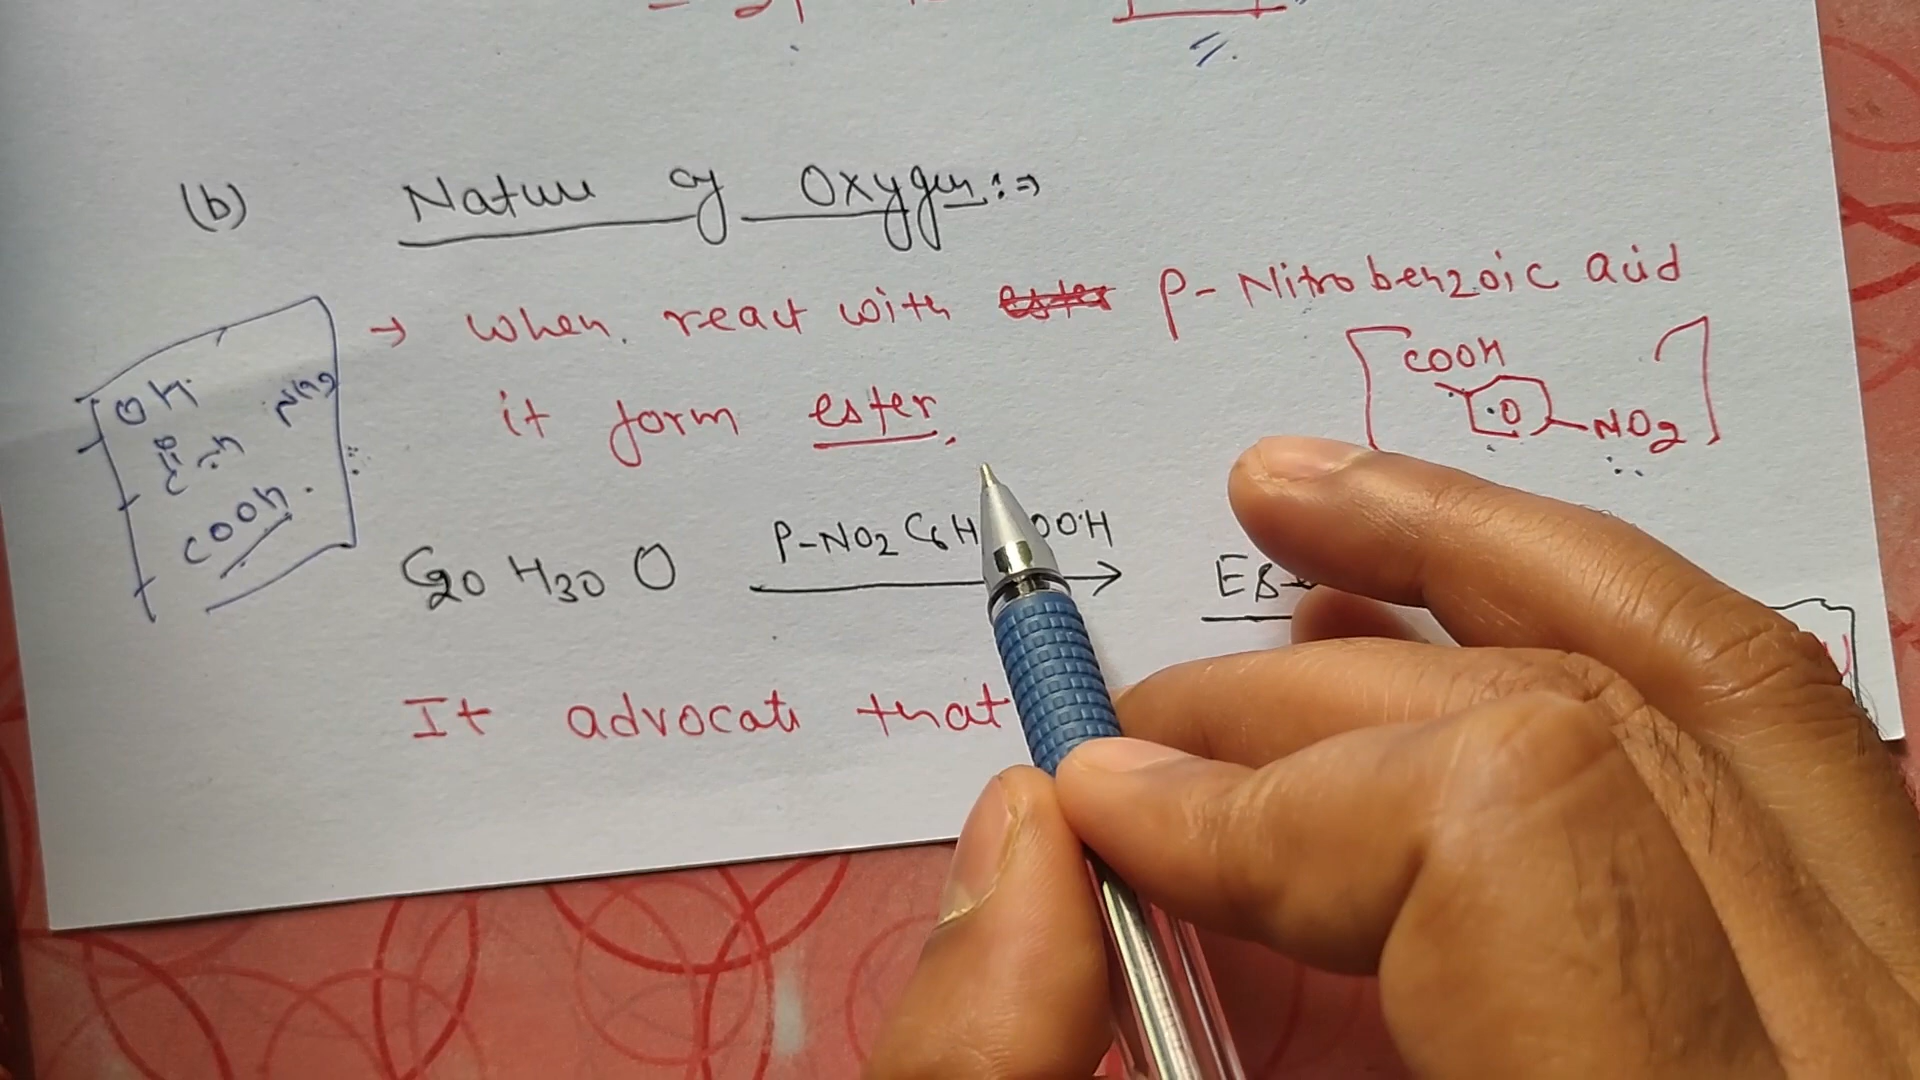 (b) Nature of Oxygen :⇒
→ when react with ester P-Nitrobenzoic acid
it form ester.
COOH
NO2
OH
COOH
C20 H30 O P-NO2 C6H OOH
It advocate that